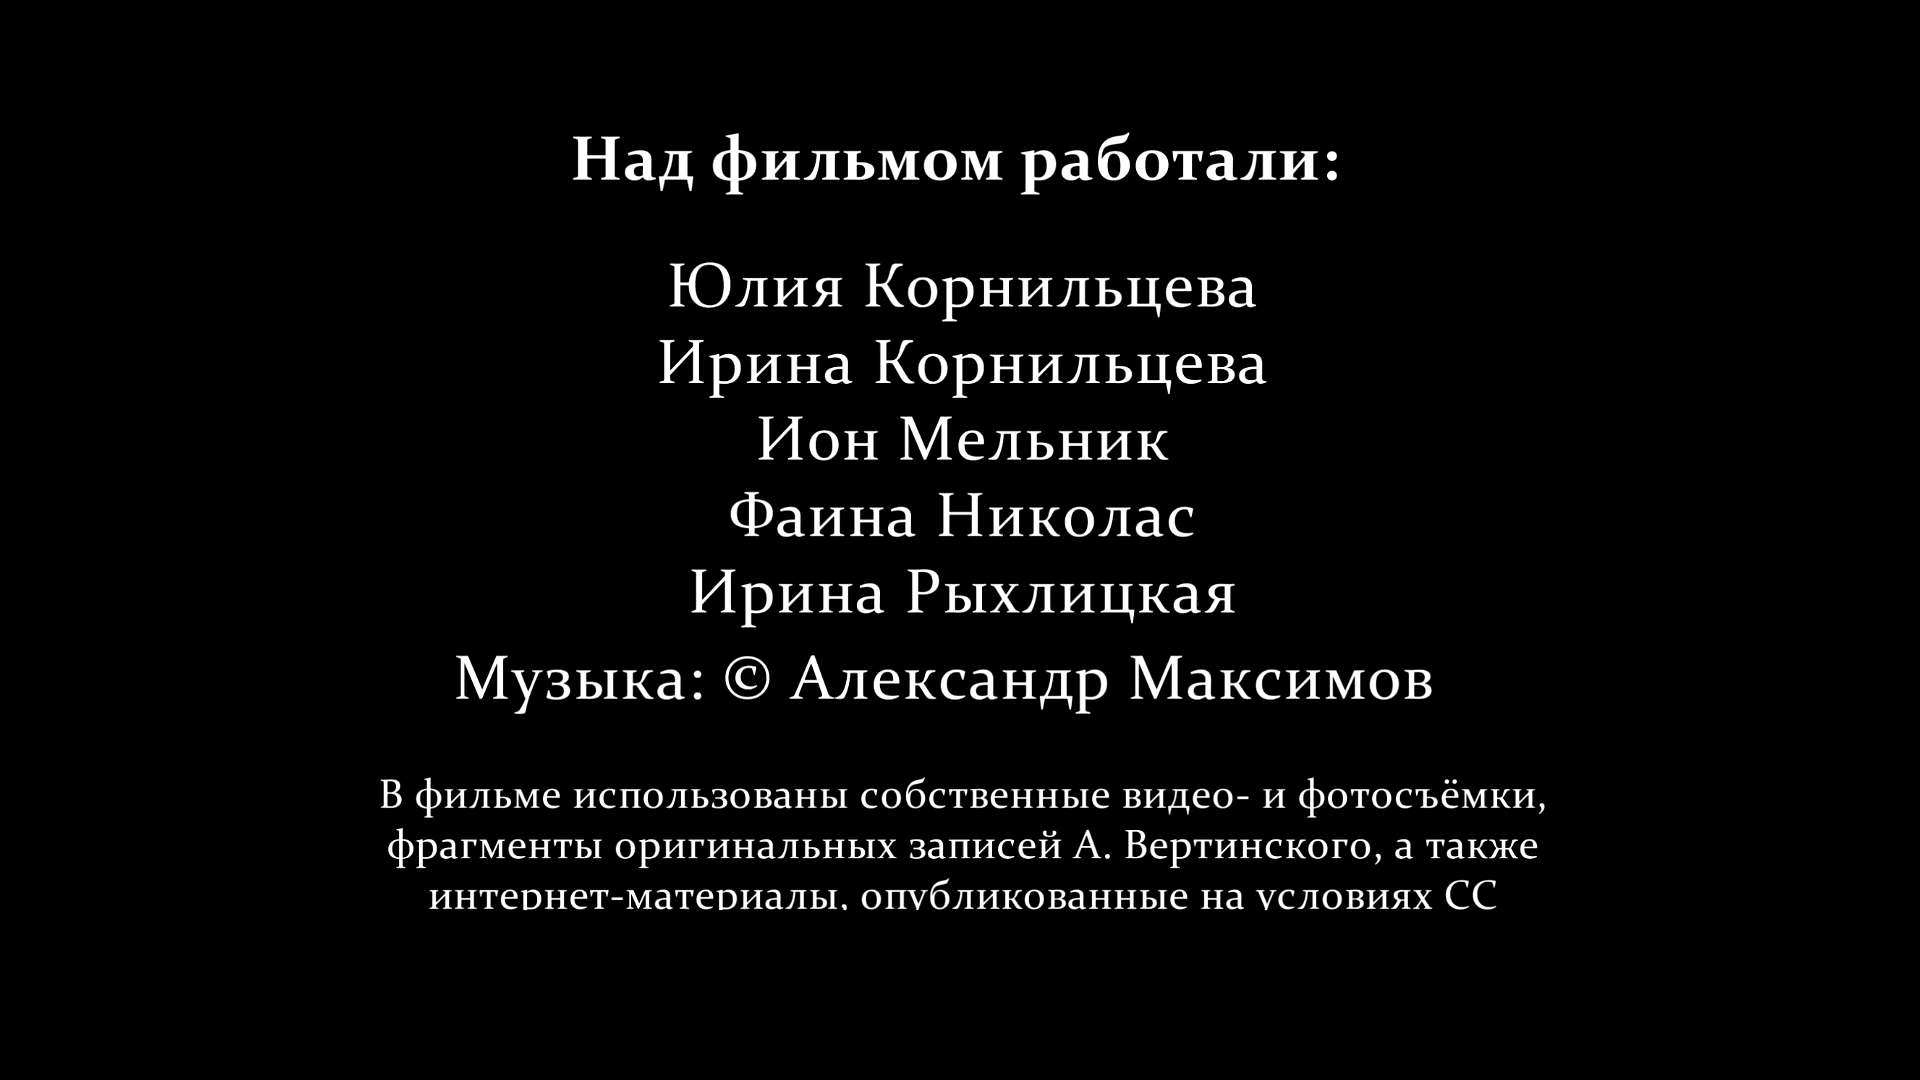 Над фильмом работали:
Юлия Корнильцева
Ирина Корнильцева
Ион Мельник
Фаина Николас
Ирина Рыхлицкая
Музыка: © Александр Максимов
В фильме использованы собственные видео- и фотосъёмки,
фрагменты оригинальных записей А. Вертинского, а также
интернет-материалы, опубликованные на условиях СС